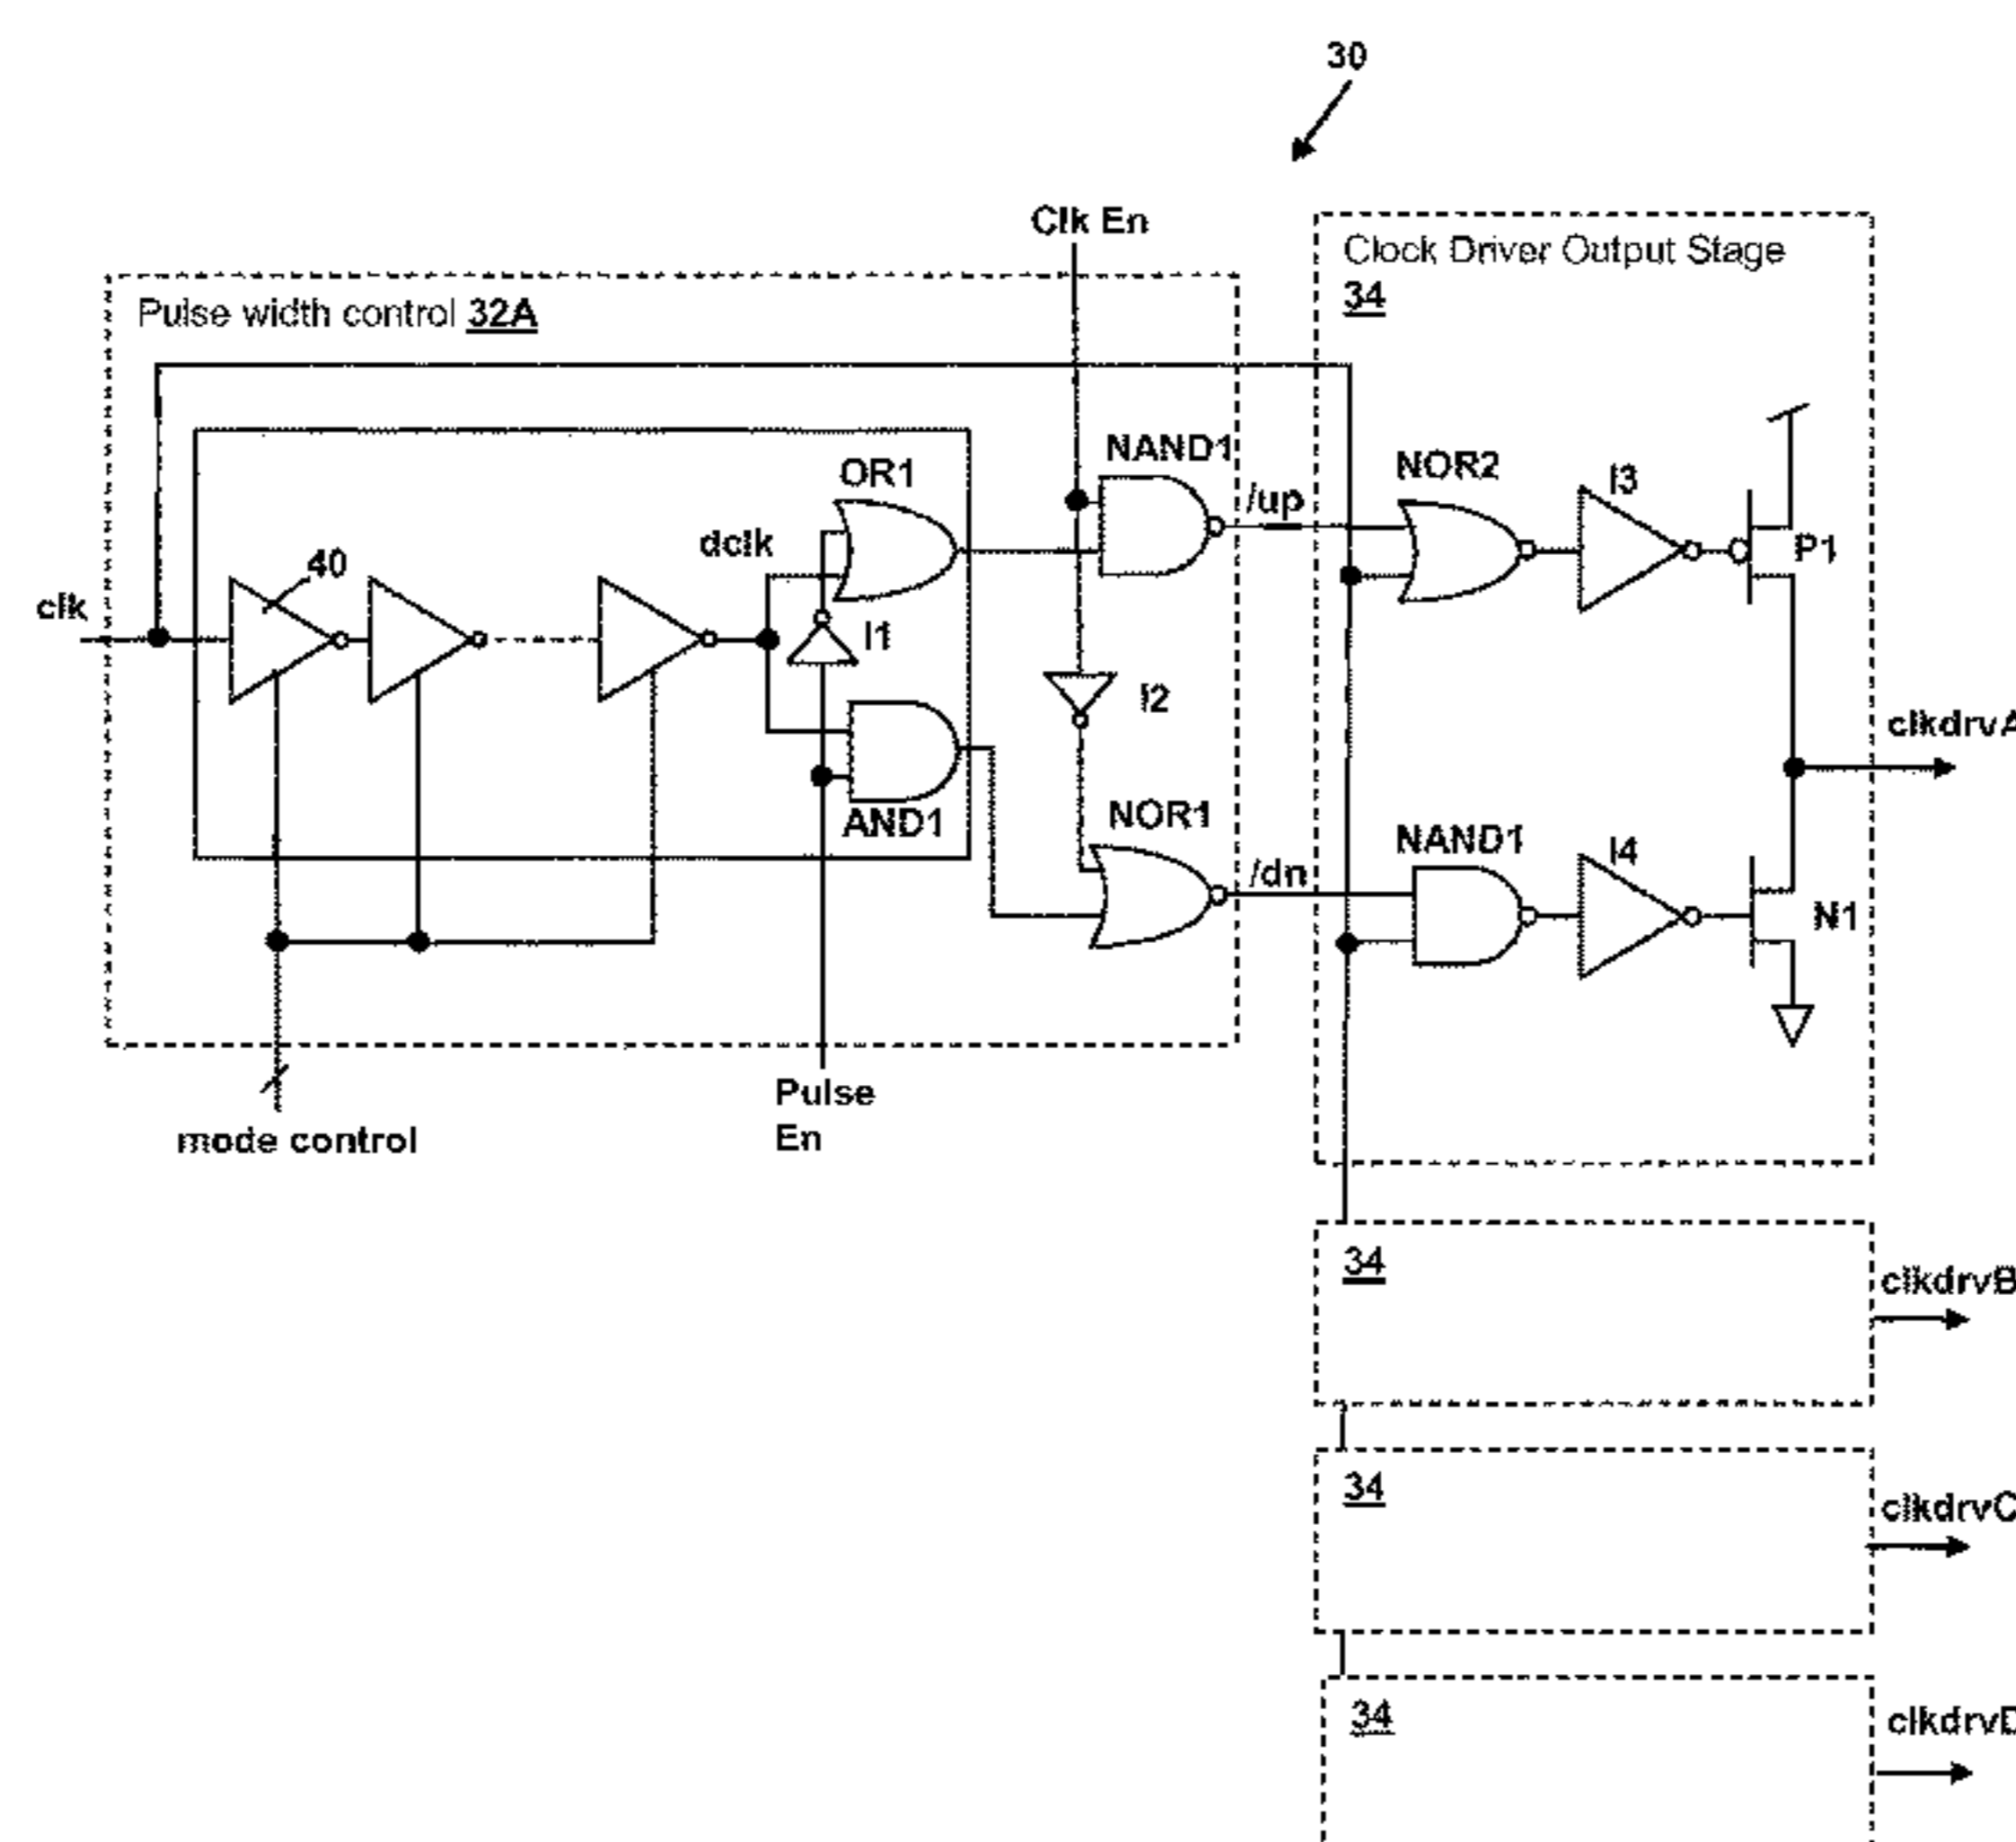 30
Clk En
Clock Driver Output Stage
34
Pulse width control 32A
NAND1
OR1
/up
NOR2
I3
P1
dclk
40
clk
I1
I2
clkdrvA
AND1
NOR1
NAND1
I4
/dn
N1
Pulse
En
mode control
34
clkdrvB
34
clkdrvC
34
clkdrvD